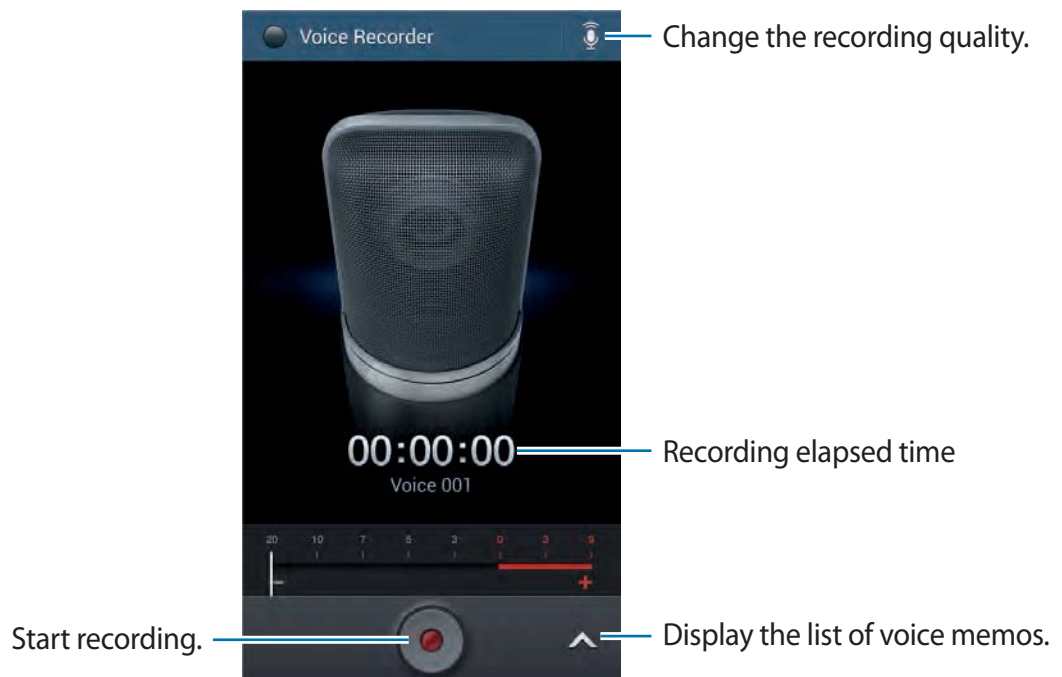 Voice Recorder
Change the recording quality.
00:00:00
Recording elapsed time
Voice 001
20 10 7 5 3 0 3 9
- +
Start recording.
Display the list of voice memos.